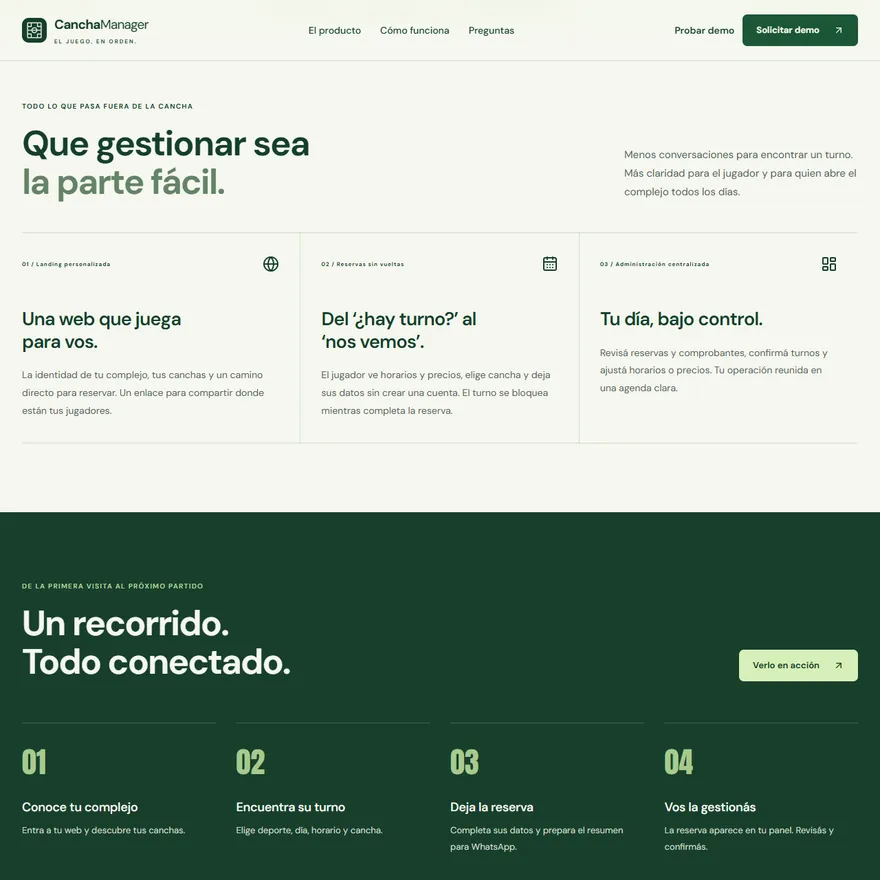 CanchaManager
EL JUEGO, EN ORDEN.
El producto
Cómo funciona
Preguntas
Probar demo
Solicitar demo
TODO LO QUE PASA FUERA DE LA CANCHA
Que gestionar sea
la parte fácil.
Menos conversaciones para encontrar un turno.
Más claridad para el jugador y para quien abre el
complejo todos los días.
01 / Landing personalizada
Una web que juega
para vos.
La identidad de tu complejo, tus canchas y un camino
directo para reservar. Un enlace para compartir donde
están tus jugadores.
02 / Reservas sin vueltas
Del ‘¿hay turno?’ al
‘nos vemos’.
El jugador ve horarios y precios, elige cancha y deja
sus datos sin crear una cuenta. El turno se bloquea
mientras completa la reserva.
03 / Administración centralizada
Tu día, bajo control.
Revisá reservas y comprobantes, confirmá turnos y
ajustá horarios o precios. Tu operación reunida en
una agenda clara.
DE LA PRIMERA VISITA AL PRÓXIMO PARTIDO
Un recorrido.
Todo conectado.
Verlo en acción
01
Conoce tu complejo
Entra a tu web y descubre tus canchas.
02
Encuentra su turno
Elige deporte, día, horario y cancha.
03
Deja la reserva
Completa sus datos y prepara el resumen
para WhatsApp.
04
Vos la gestionás
La reserva aparece en tu panel. Revisás y
confirmás.